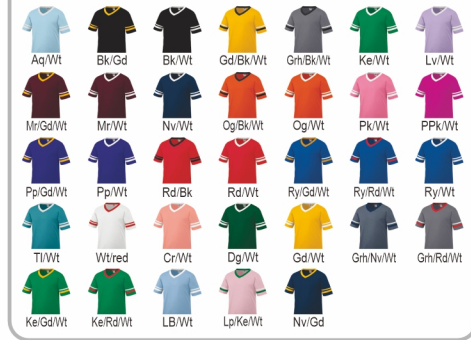 Aq/Wt Bk/Gd Bk/Wt Gd/Bk/Wt Grh/Bk/Wt Ke/Wt Lv/Wt
Mr/Gd/Wt Mr/Wt Nv/Wt Og/Bk/Wt Og/Wt Pk/Wt PPk/Wt
Pp/Gd/Wt Pp/Wt Rd/Bk Rd/Wt Ry/Gd/Wt Ry/Rd/Wt Ry/Wt
Tl/Wt Wt/red Cr/Wt Dg/Wt Gd/Wt Grh/Nv/Wt Grh/Rd/Wt
Ke/Gd/Wt Ke/Rd/Wt LB/Wt Lp/Ke/Wt Nv/Gd